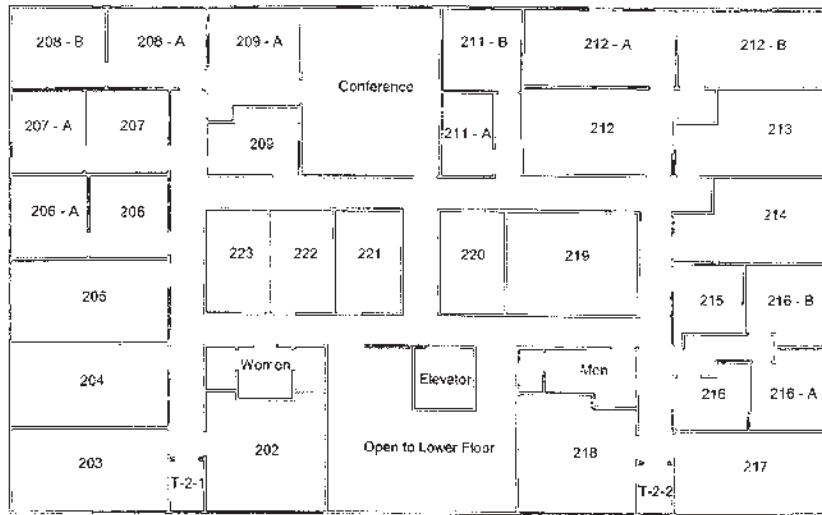 208 - B 208 - A 209 - A 211 - B 212 - A 212 - B
Conference
207 - A 207 209 211 - A 212 213
206 - A 206 214
223 222 221 220 219
205 215 216 - B
Women Elevator Men
204 216 216 - A
203 202 Open to Lower Floor 218 217
T-2-1 T-2-2